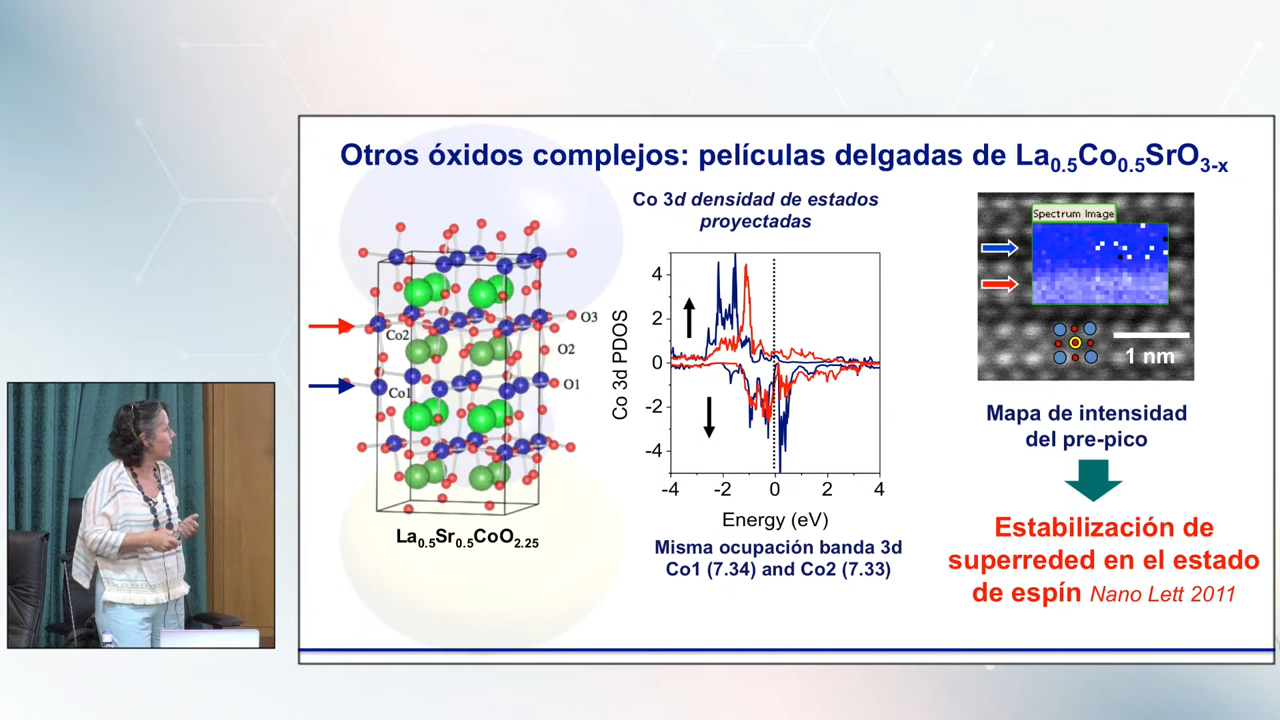 Otros óxidos complejos: películas delgadas de La0.5Co0.5SrO3-x
Co 3d densidad de estados
proyectadas
Spectrum Image
1 nm
O3
Co2
O2
Co1
O1
La0.5Sr0.5CoO2.25
Co 3d PDOS
4
2
0
-2
-4
-4 -2 0 2 4
Energy (eV)
Misma ocupación banda 3d
Co1 (7.34) and Co2 (7.33)
Mapa de intensidad
del pre-pico
Estabilización de
superreded en el estado
de espín Nano Lett 2011